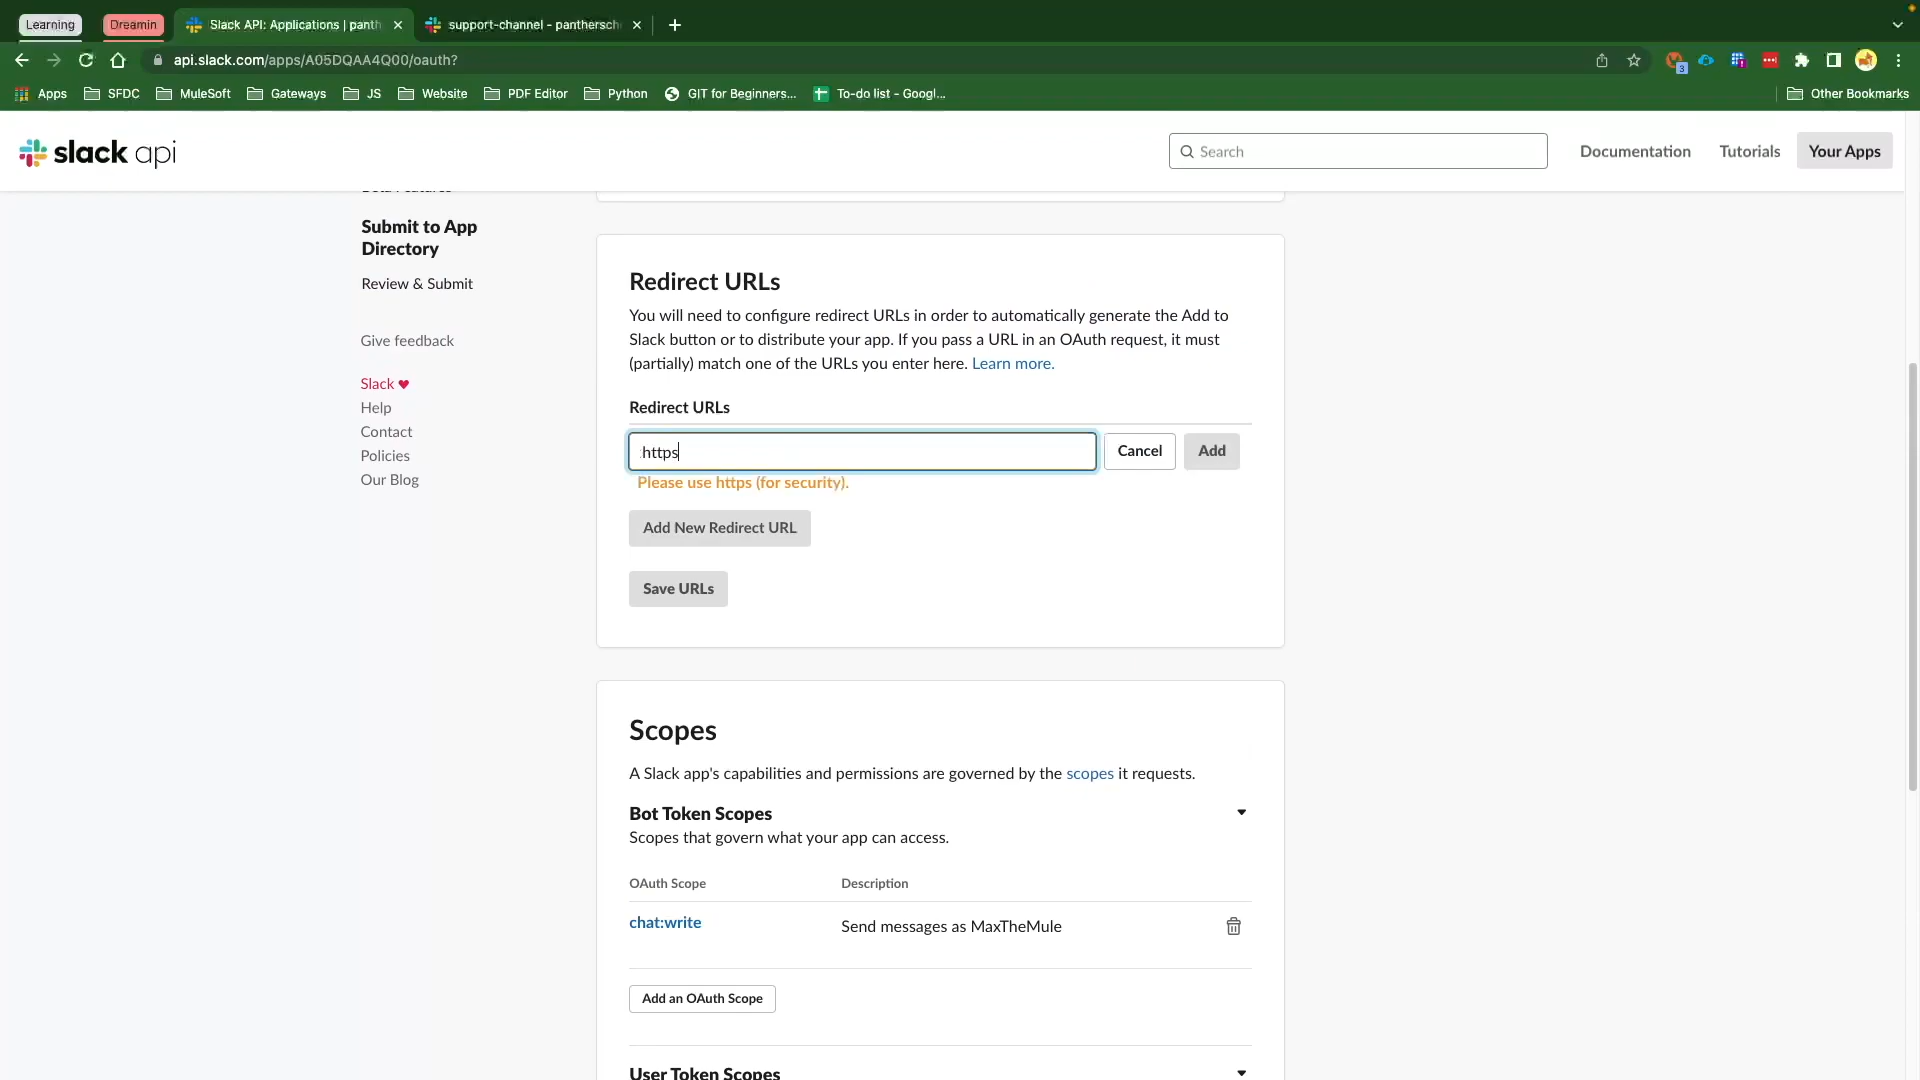 Learning
Dreamin
Slack API: Applications | panth
support-channel - panthersch
api.slack.com/apps/A05DQAA4Q00/oauth?
3
Apps
SFDC
MuleSoft
Gateways
JS
Website
PDF Editor
Python
GIT for Beginners...
To-do list - Googl...
Other Bookmarks
slack api
Search
Documentation
Tutorials
Your Apps
Beta Features
Submit to App
Directory
Review & Submit
Give feedback
Slack
Help
Contact
Policies
Our Blog
Redirect URLs
You will need to configure redirect URLs in order to automatically generate the Add to
Slack button or to distribute your app. If you pass a URL in an OAuth request, it must
(partially) match one of the URLs you enter here. Learn more.
Redirect URLs
:https
Cancel
Add
Please use https (for security).
Add New Redirect URL
Save URLs
Scopes
A Slack app's capabilities and permissions are governed by the scopes it requests.
Bot Token Scopes
Scopes that govern what your app can access.
OAuth Scope
Description
chat:write
Send messages as MaxTheMule
Add an OAuth Scope
User Token Scopes